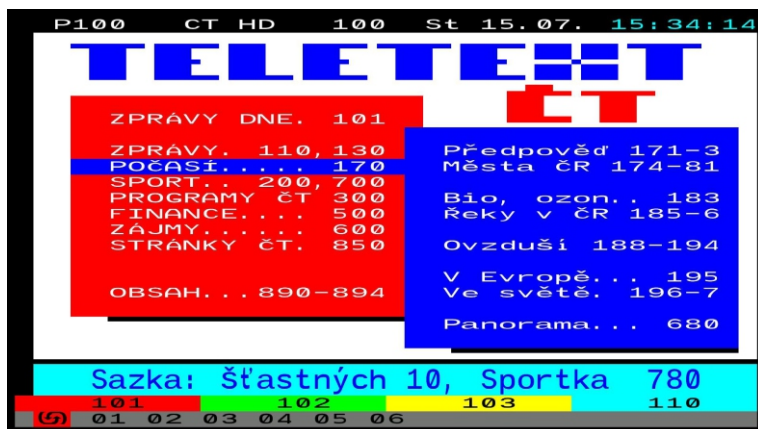 P100 CT HD 100 St 15.07. 15:34:14
TELETEXT
ČT
ZPRÁVY DNE. 101
ZPRÁVY. 110,130
POČASÍ..... 170
SPORT.. 200,700
PROGRAMY ČT 300
FINANCE.... 500
ZÁJMY...... 600
STRÁNKY ČT. 850
OBSAH...890-894
Předpověď 171-3
Města ČR 174-81
Bio, ozon.. 183
Řeky v ČR 185-6
Ovzduší 188-194
V Evropě... 195
Ve světě. 196-7
Panorama... 680
Sazka: Šťastných 10, Sportka 780
101 102 103 110
01 02 03 04 05 06